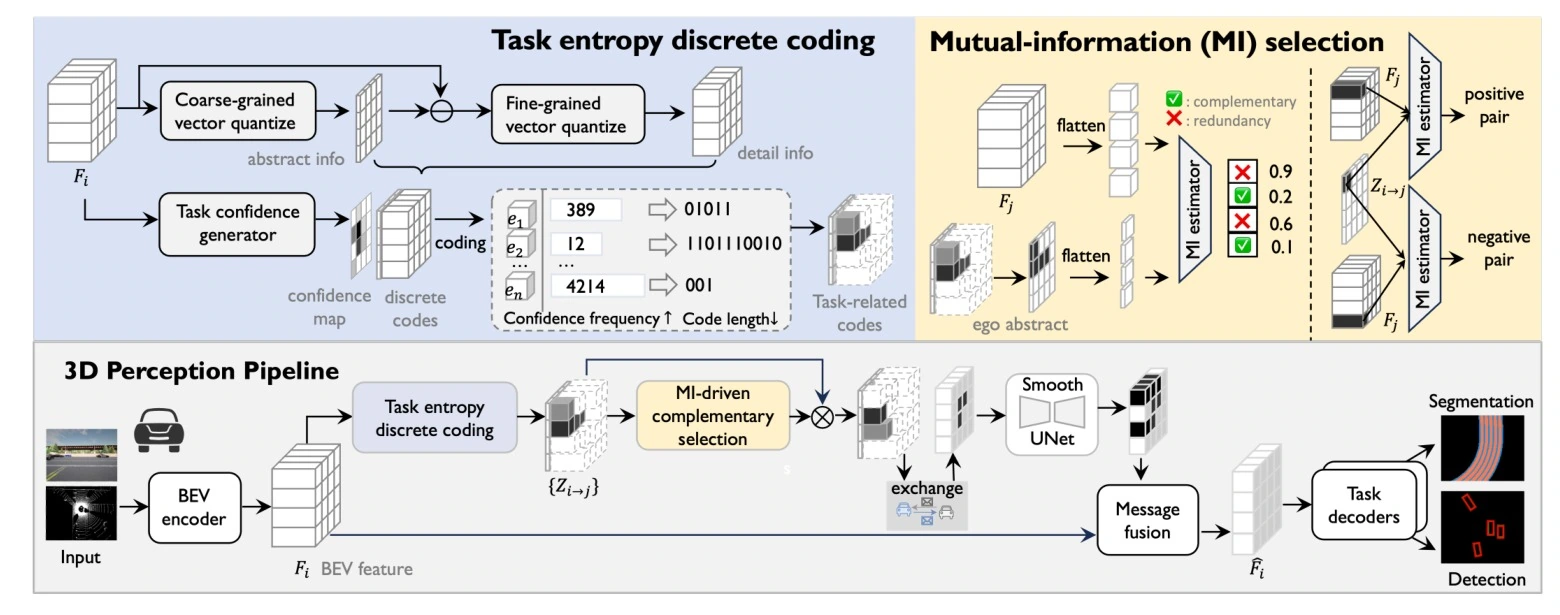 Task entropy discrete coding
F_i
Coarse-grained
vector quantize
abstract info
Fine-grained
vector quantize
detail info
Task confidence
generator
confidence
map
discrete
codes
coding
e_1
389
01011
e_2
12
1101110010
...
...
e_n
4214
001
Confidence frequency↑ Code length↓
Task-related
codes
Mutual-information (MI) selection
F_j
flatten
: complementary
: redundancy
ego abstract
flatten
MI estimator
0.9
0.2
0.6
0.1
F_j
MI estimator
positive
pair
Z_{i→j}
F_j
MI estimator
negative
pair
3D Perception Pipeline
Input
BEV
encoder
F_i BEV feature
Task entropy
discrete coding
{Z_{i→j}}
MI-driven
complementary
selection
s
exchange
Smooth
UNet
Message
fusion
F̂_i
Task
decoders
Segmentation
Detection